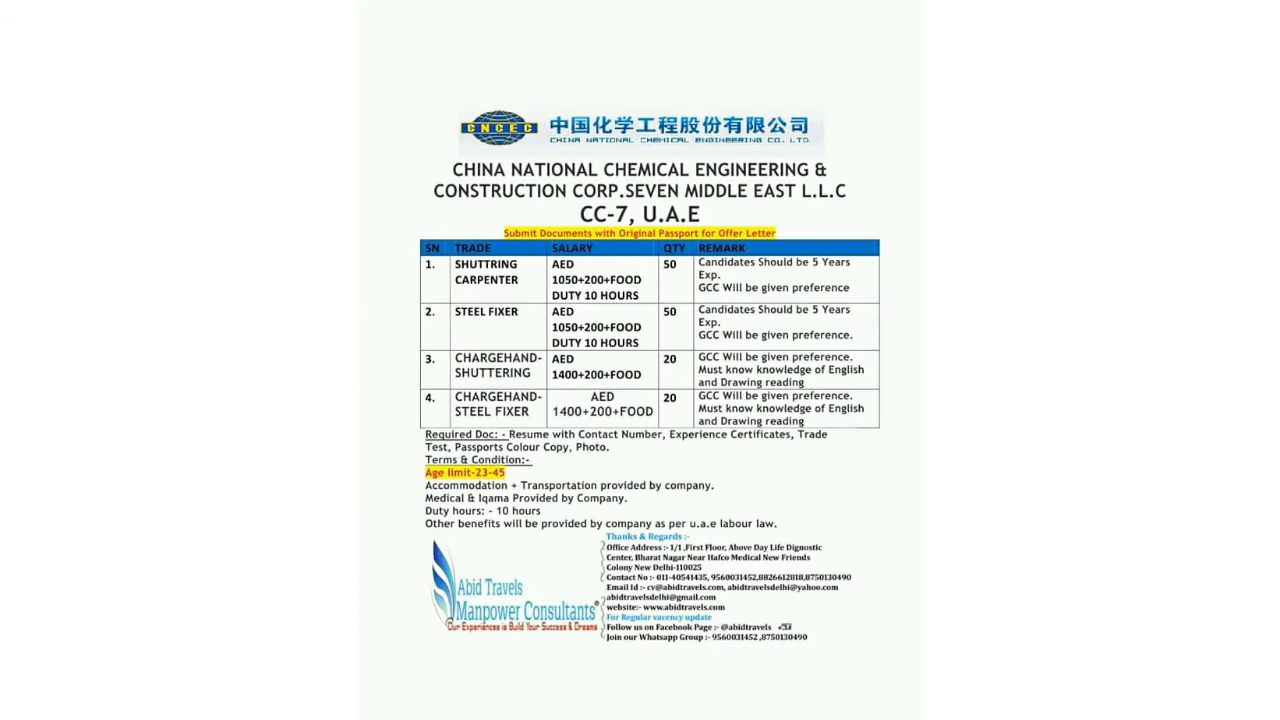 CNCEC
中国化学工程股份有限公司
CHINA NATIONAL CHEMICAL ENGINEERING CO. LTD.
CHINA NATIONAL CHEMICAL ENGINEERING &
CONSTRUCTION CORP.SEVEN MIDDLE EAST L.L.C
CC-7, U.A.E
Submit Documents with Original Passport for Offer Letter
SN TRADE SALARY QTY REMARK
1. SHUTTRING CARPENTER AED 1050+200+FOOD DUTY 10 HOURS 50 Candidates Should be 5 Years Exp. GCC Will be given preference
2. STEEL FIXER AED 1050+200+FOOD DUTY 10 HOURS 50 Candidates Should be 5 Years Exp. GCC Will be given preference.
3. CHARGEHAND-SHUTTERING AED 1400+200+FOOD 20 GCC Will be given preference. Must know knowledge of English and Drawing reading
4. CHARGEHAND-STEEL FIXER AED 1400+200+FOOD 20 GCC Will be given preference. Must know knowledge of English and Drawing reading
Required Doc: - Resume with Contact Number, Experience Certificates, Trade
Test, Passports Colour Copy, Photo.
Terms & Condition:-
Age limit-23-45
Accommodation + Transportation provided by company.
Medical & Iqama Provided by Company.
Duty hours: - 10 hours
Other benefits will be provided by company as per u.a.e labour law.
Abid Travels
Manpower Consultants
Our Experiences is Build Your Success & Dreams
Thanks & Regards :-
Office Address :- 1/1 ,First Floor, Above Day Life Dignostic
Center, Bharat Nagar Near Hafco Medical New Friends
Colony New Delhi-110025
Contact No :- 011-40541435, 9560031452,8826612818,8750130490
Email Id :- cv@abidtravels.com, abidtravelsdelhi@yahoo.com
abidtravelsdelhi@gmail.com
website:- www.abidtravels.com
For Regular vacency update
Follow us on Facebook Page :- @abidtravels
Join our Whatsapp Group :- 9560031452 ,8750130490